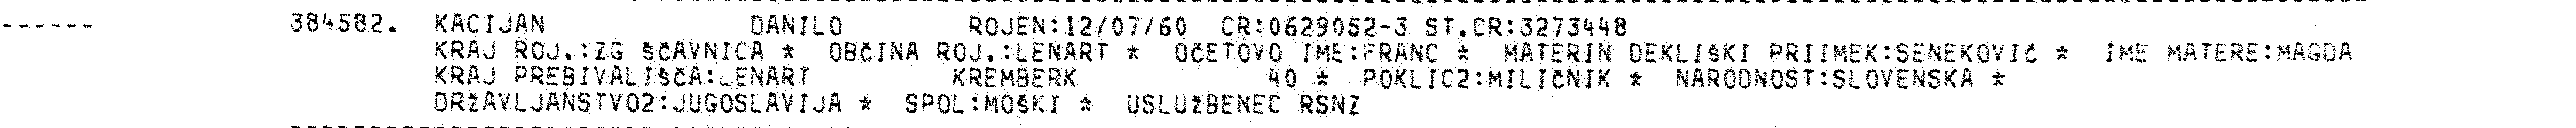 384582. KACIJAN DANILO ROJEN:12/07/60 CR:0629052-3 ST.CR:3273448
KRAJ ROJ.:ZG ŠČAVNICA * OBČINA ROJ.:LENART * OČETOVO IME:FRANC * MATERIN DEKLIŠKI PRIIMEK:SENEKOVIČ * IME MATERE:MAGDA
KRAJ PREBIVALIŠČA:LENART KREMBERK 40 * POKLIC2:MILIČNIK * NARODNOST:SLOVENSKA *
DRŽAVLJANSTVO2:JUGOSLAVIJA * SPOL:MOŠKI * USLUŽBENEC RSNZ